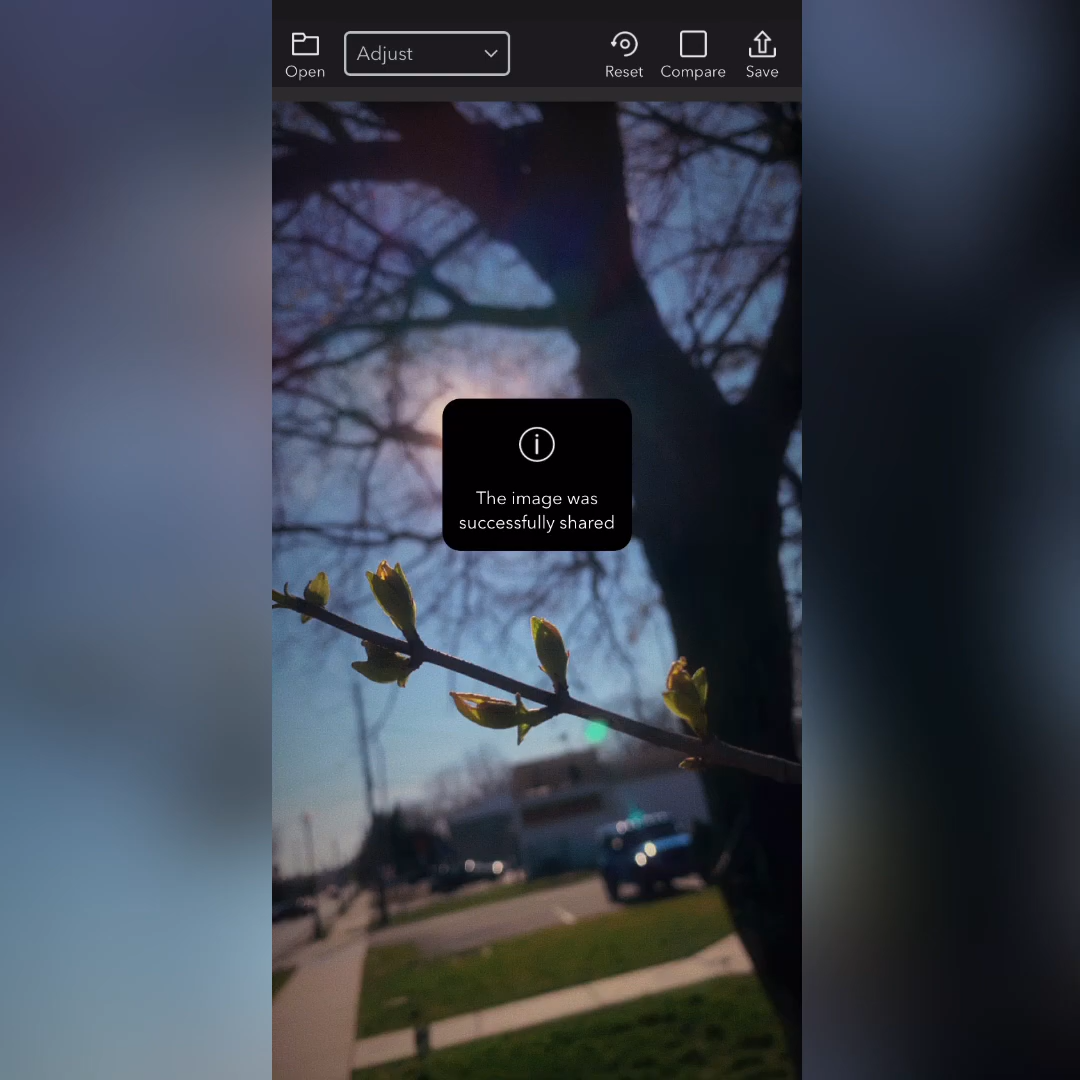 Open
Adjust
Reset
Compare
Save
The image was
successfully shared